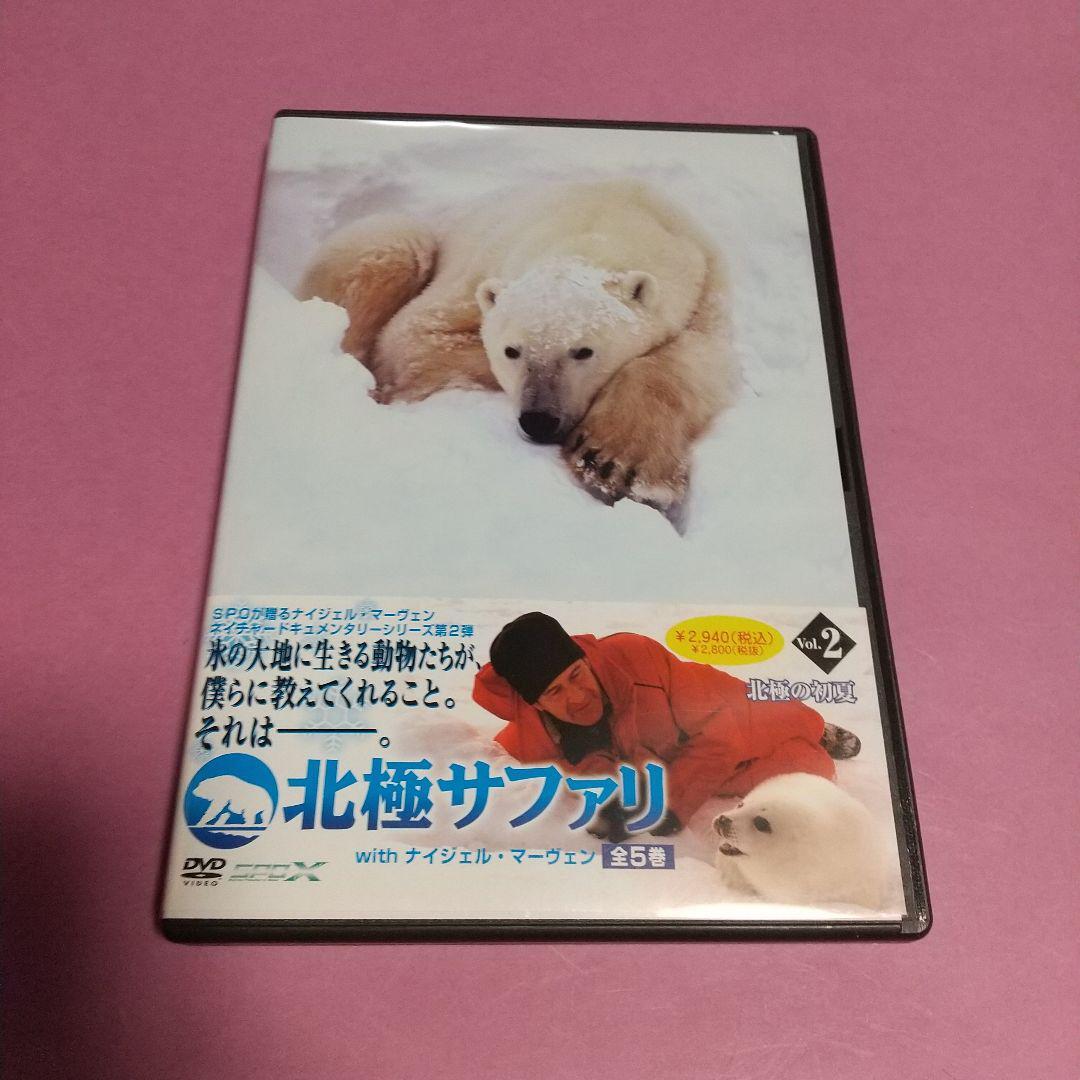 SPOが贈るナイジェル・マーヴェン
ネイチャードキュメンタリーシリーズ第2弾
氷の大地に生きる動物たちが、
僕らに教えてくれること。
それは───。
¥2,940(税込)
¥2,800(税抜)
Vol.2
北極の初夏
北極サファリ
with ナイジェル・マーヴェン 全5巻
DVD
VIDEO
SPOX